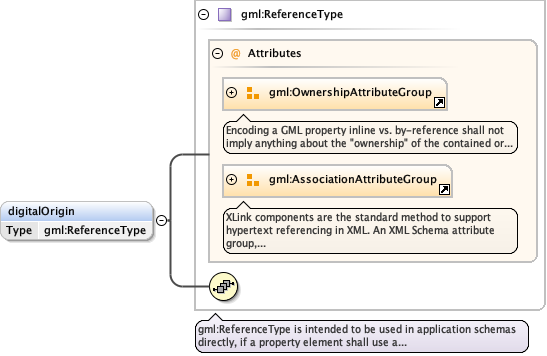 gml:ReferenceType
@ Attributes
gml:OwnershipAttributeGroup
Encoding a GML property inline vs. by-reference shall not
imply anything about the "ownership" of the contained or...
gml:AssociationAttributeGroup
XLink components are the standard method to support
hypertext referencing in XML. An XML Schema attribute
group,...
digitalOrigin
Type gml:ReferenceType
gml:ReferenceType is intended to be used in application schemas
directly, if a property element shall use a...